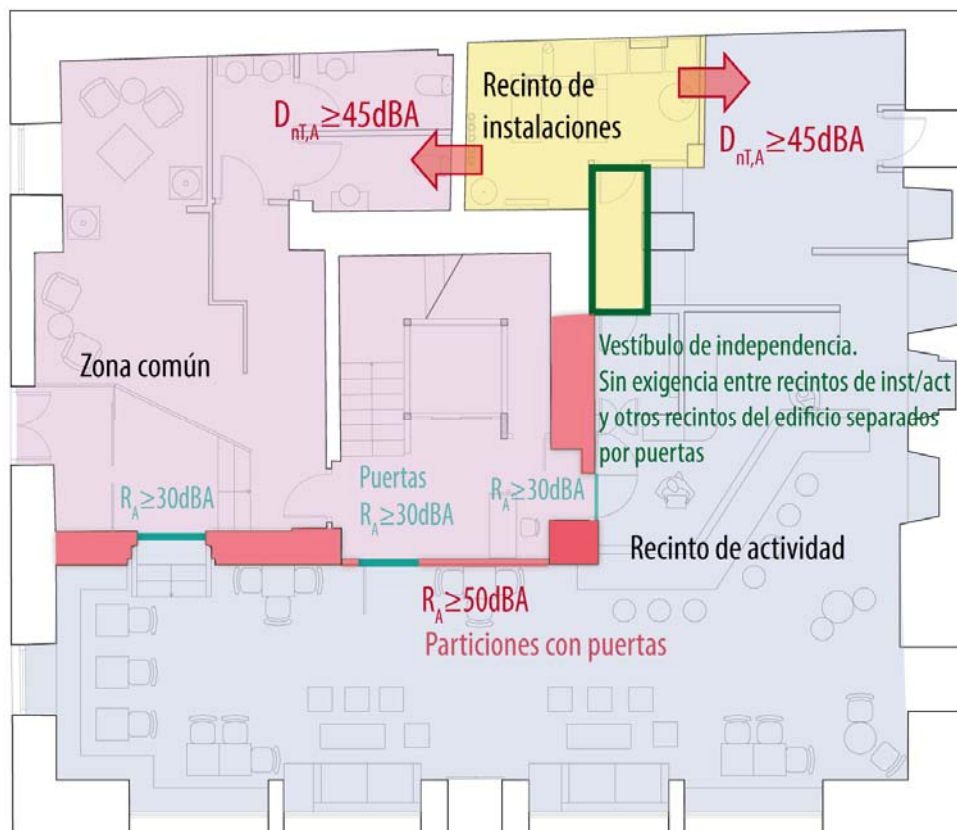 Recinto de
instalaciones
DnT,A ≥45dBA
DnT,A ≥45dBA
Zona común
Vestíbulo de independencia.
Sin exigencia entre recintos de inst/act
y otros recintos del edificio separados
por puertas
RA ≥30dBA
Puertas
RA ≥30dBA
RA ≥30dBA
Recinto de actividad
RA ≥50dBA
Particiones con puertas